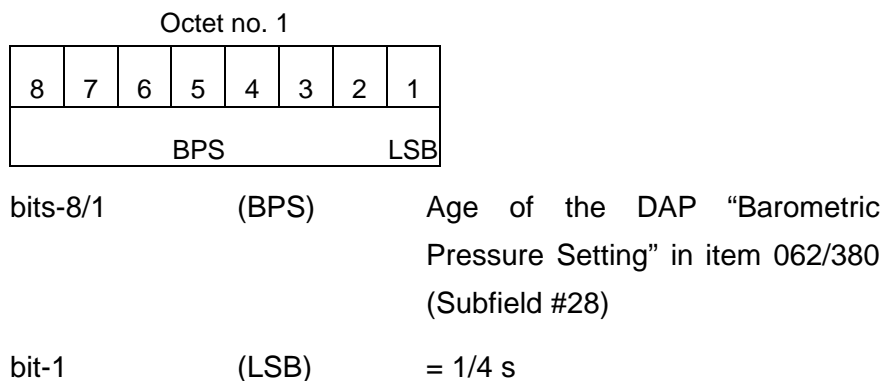 Octet no. 1
8 7 6 5 4 3 2 1
BPS LSB
bits-8/1 (BPS) Age of the DAP “Barometric
Pressure Setting” in item 062/380
(Subfield #28)
bit-1 (LSB) = 1/4 s